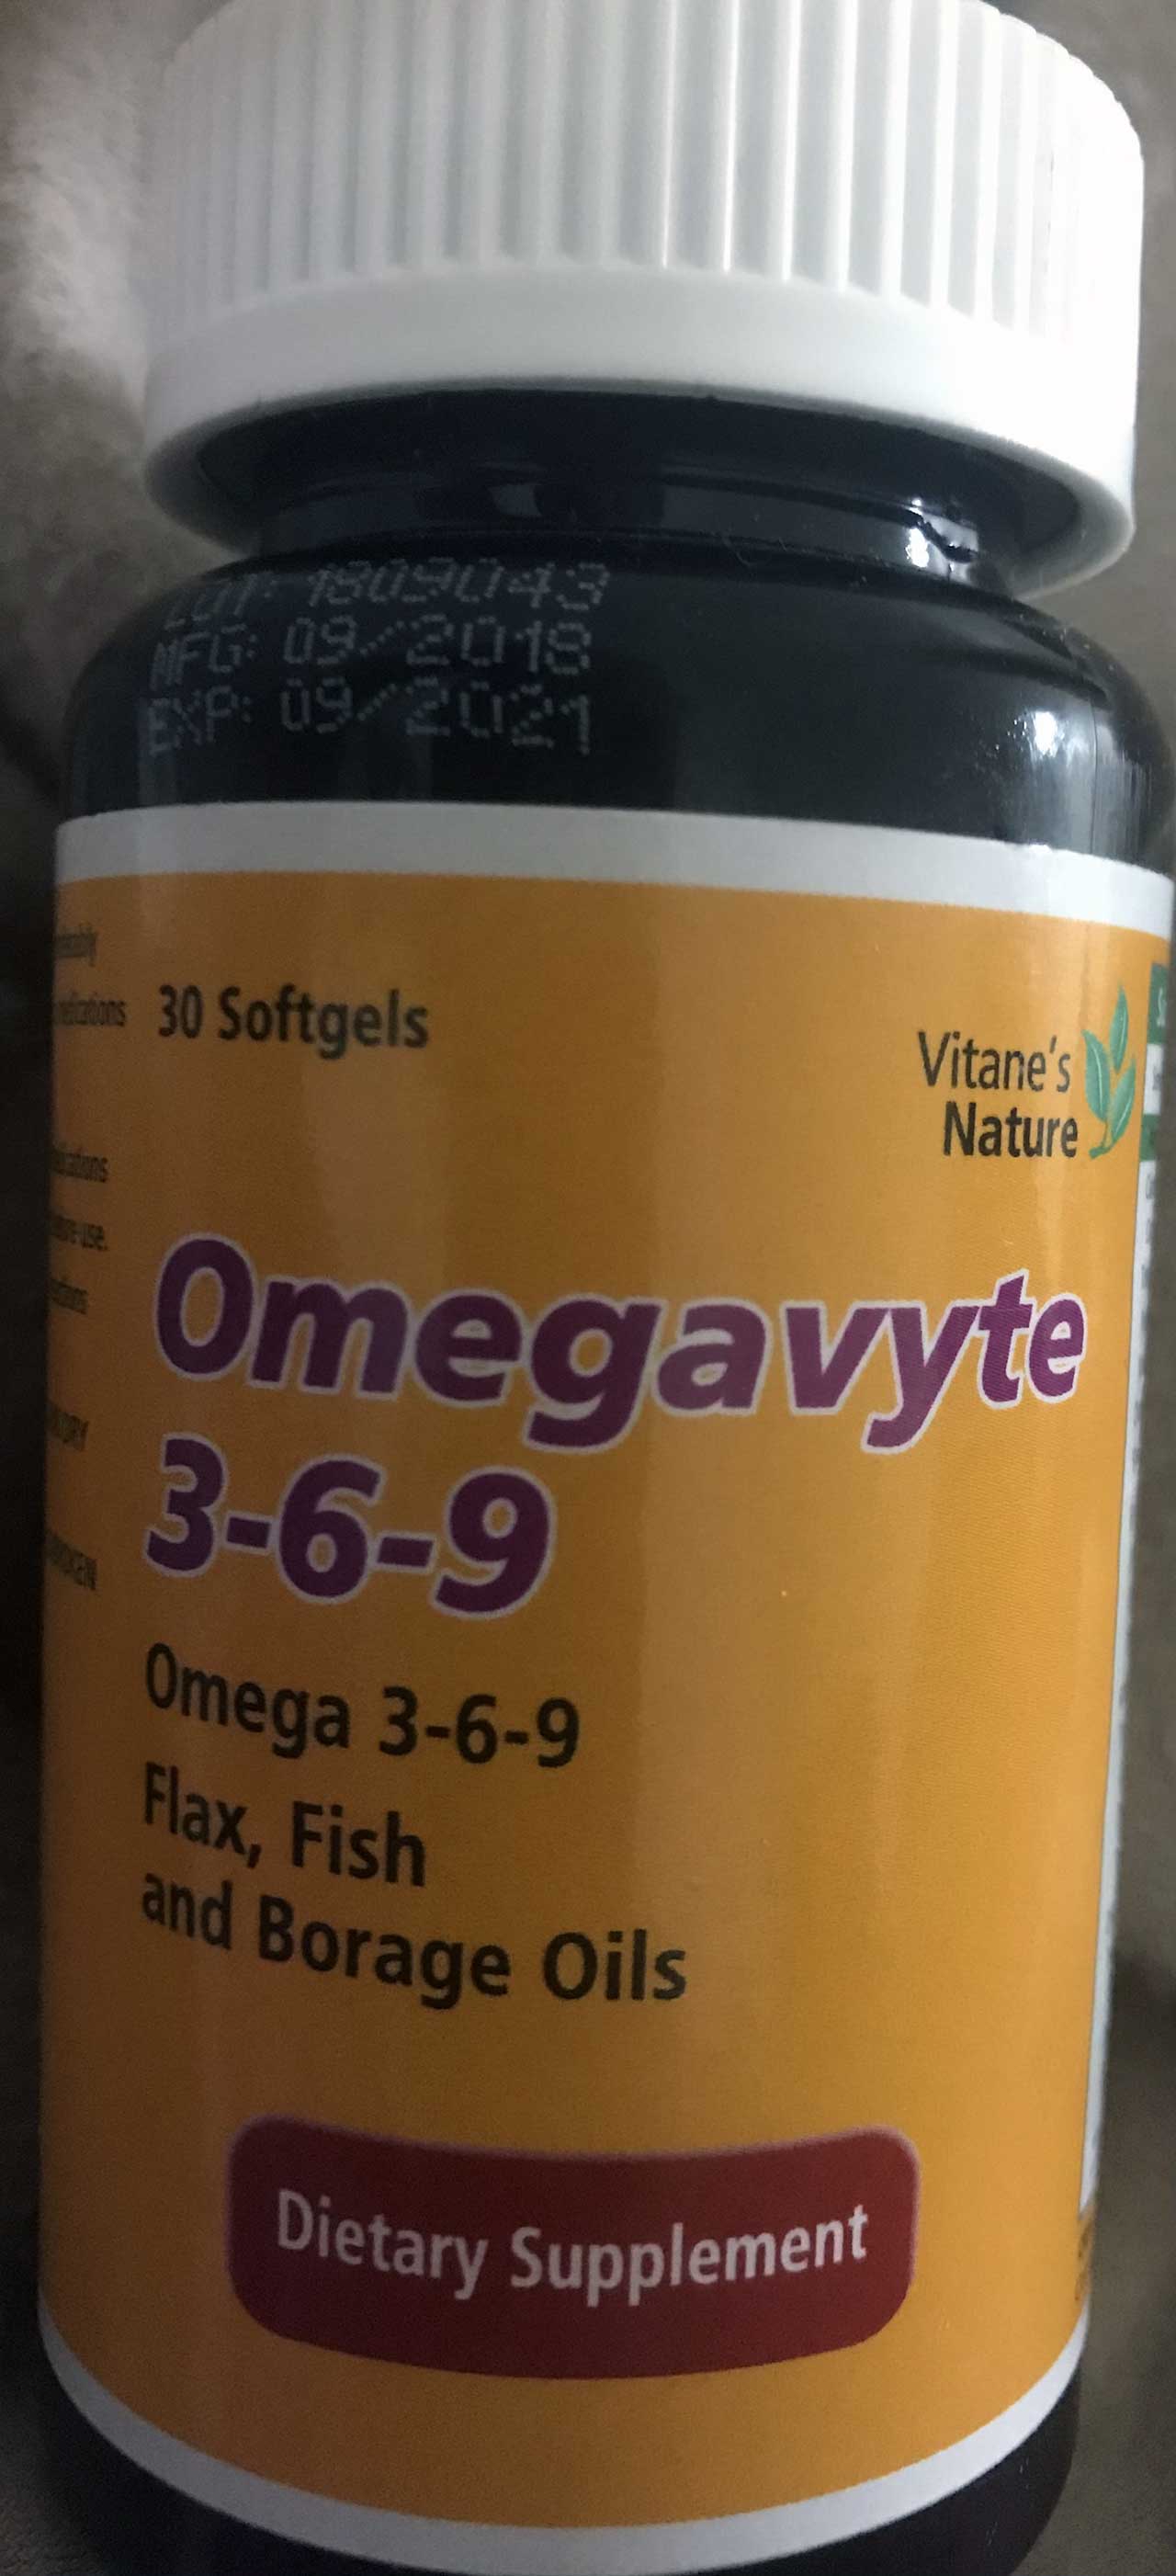 LOT: 1809043
MFG: 09/2018
EXP: 09/2021
30 Softgels
Vitane's
Nature
Omegavyte
3-6-9
Omega 3-6-9
Flax, Fish
and Borage Oils
Dietary Supplement